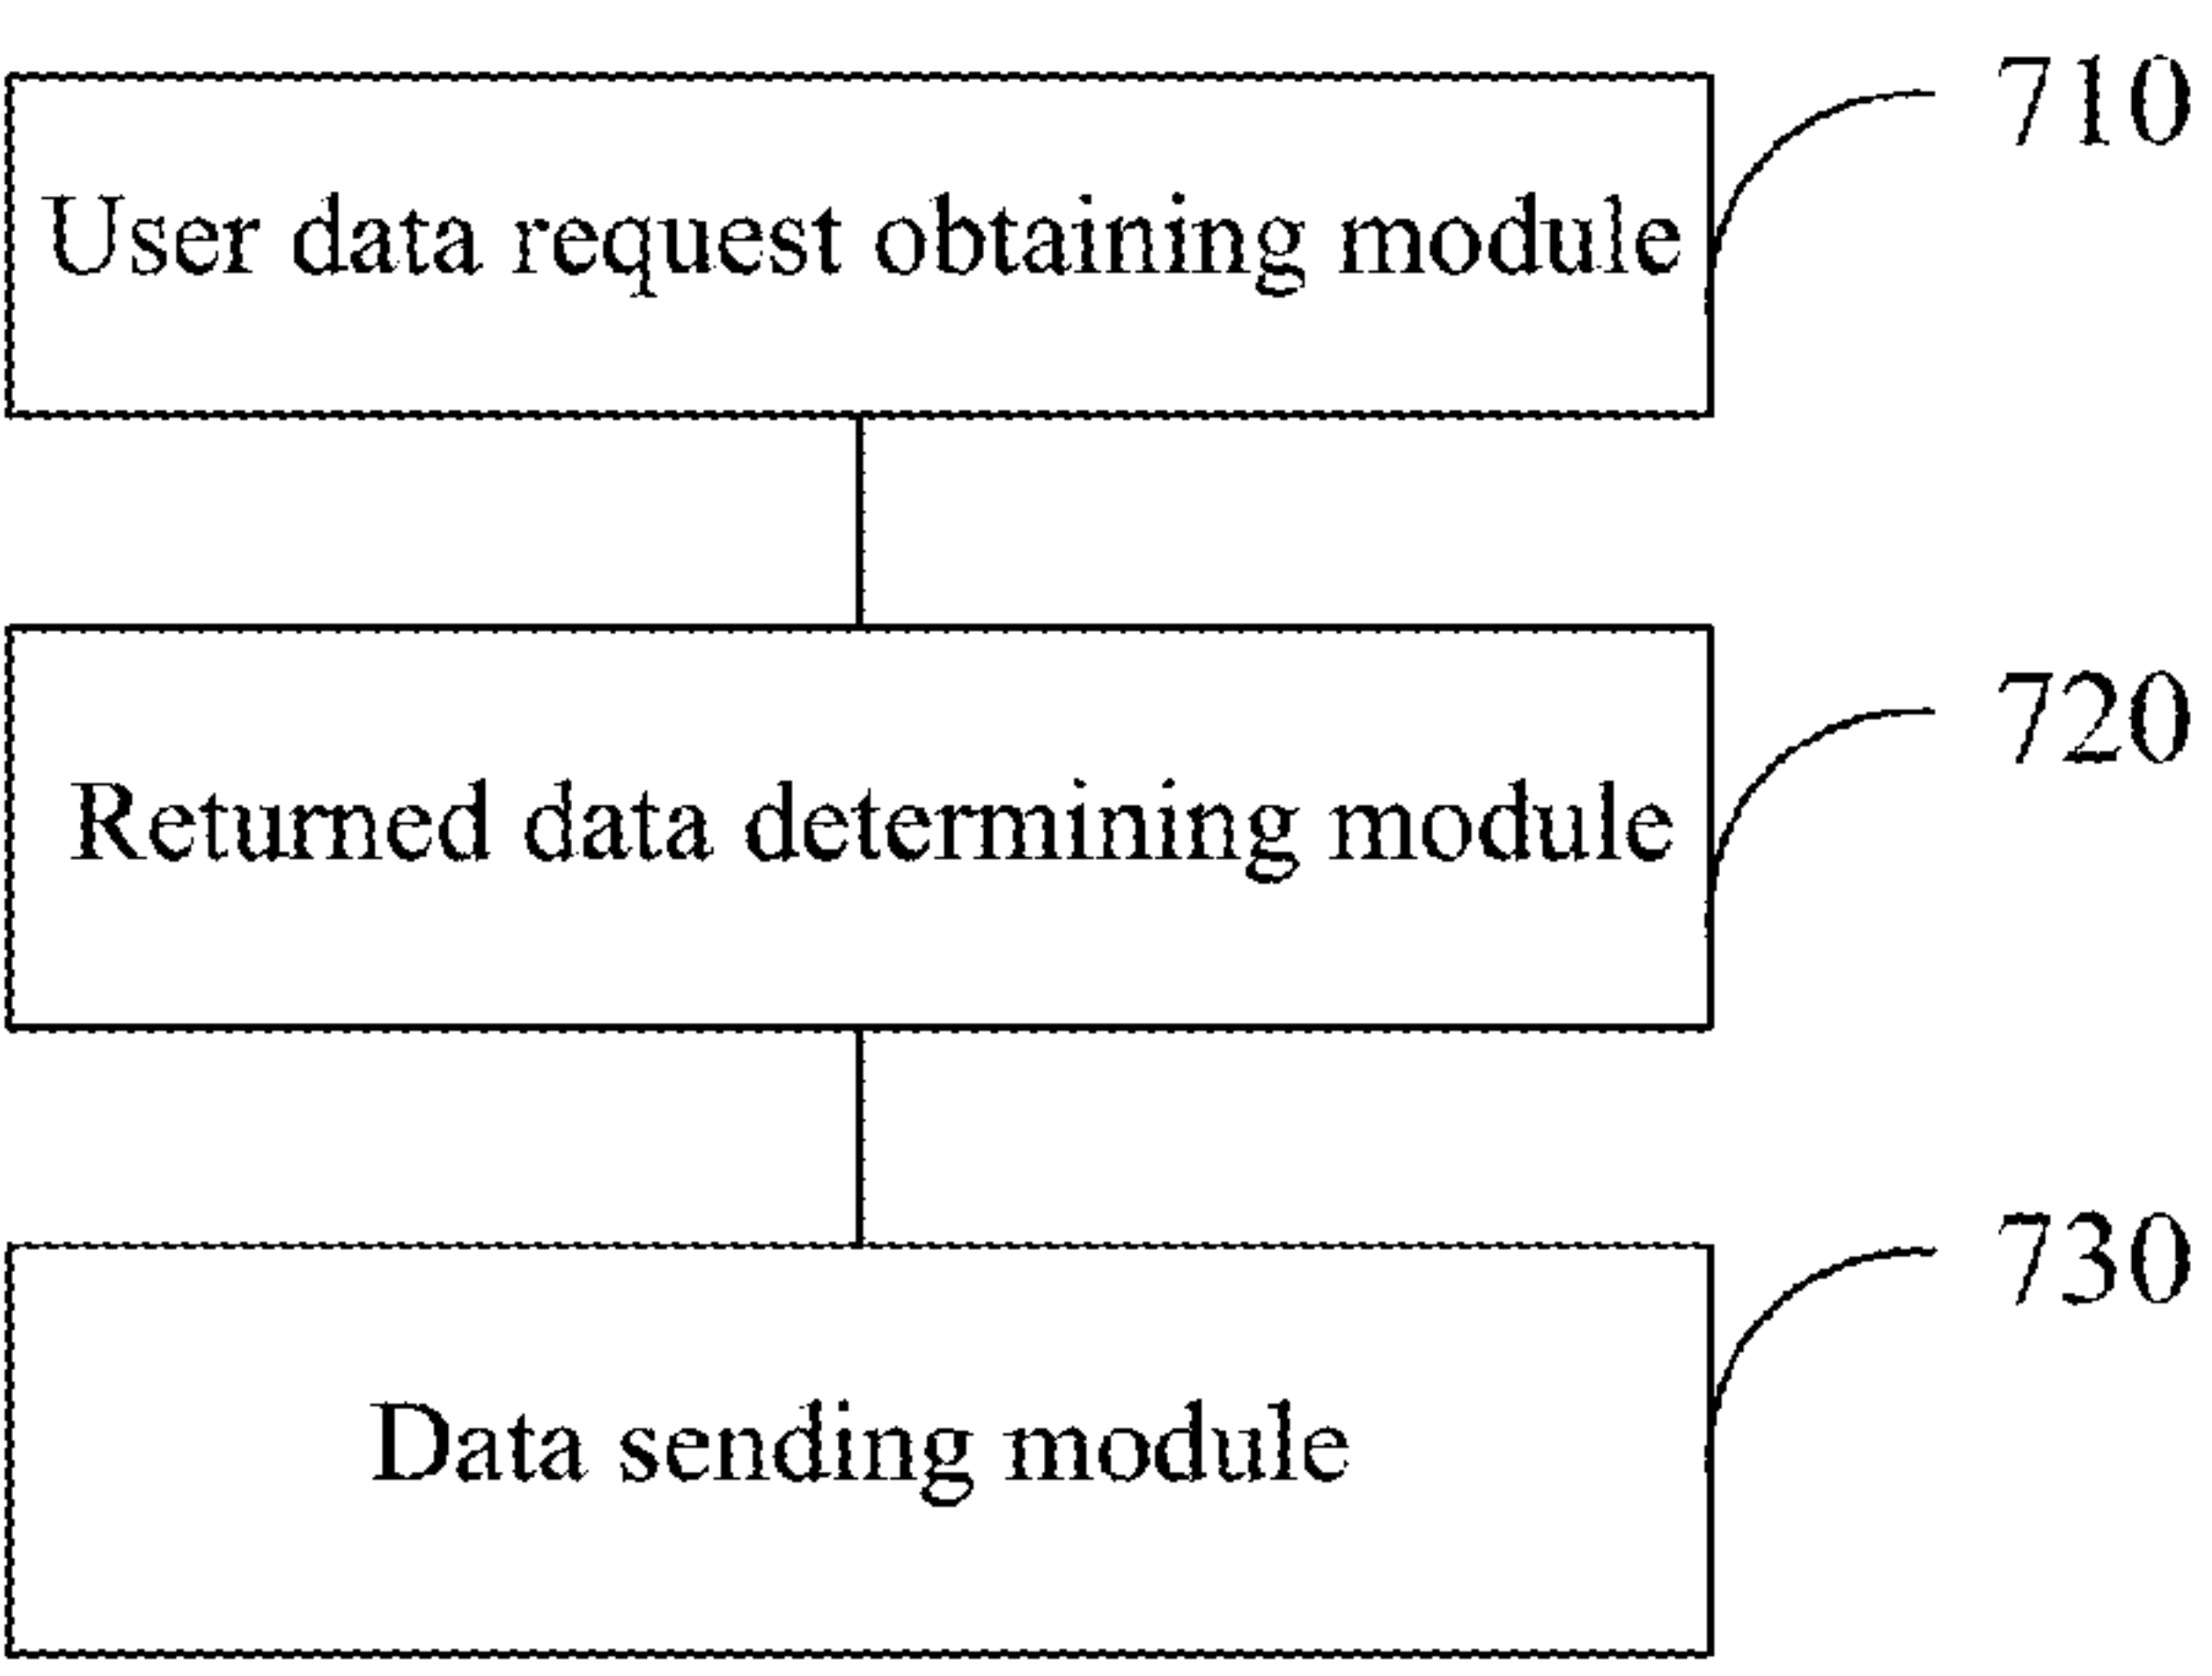 710
User data request obtaining module
720
Returned data determining module
730
Data sending module